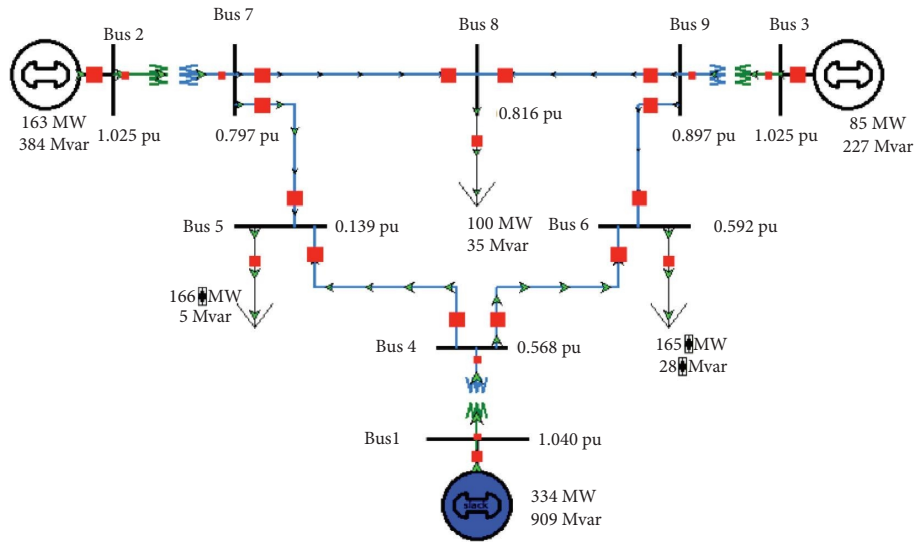 Bus 2
Bus 7
Bus 8
Bus 9
Bus 3
163 MW
384 Mvar
1.025 pu
0.797 pu
0.816 pu
0.897 pu
1.025 pu
85 MW
227 Mvar
Bus 5
0.139 pu
100 MW
35 Mvar
Bus 6
0.592 pu
166 MW
5 Mvar
Bus 4
0.568 pu
165 MW
28 Mvar
Bus1
1.040 pu
slack
334 MW
909 Mvar